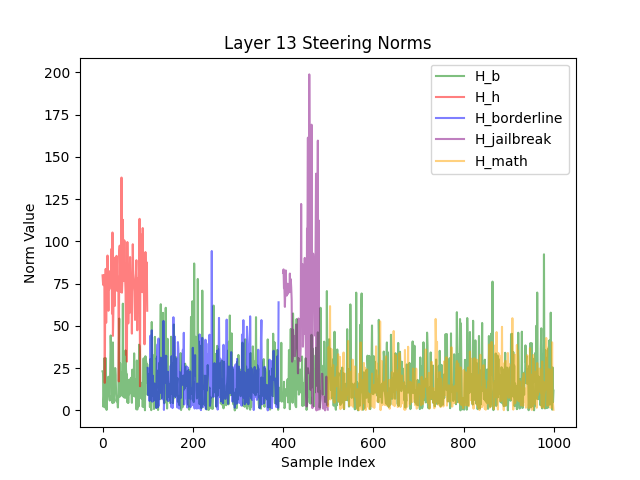 Layer 13 Steering Norms
Norm Value
200
175
150
125
100
75
50
25
0
H_b
H_h
H_borderline
H_jailbreak
H_math
0 200 400 600 800 1000
Sample Index